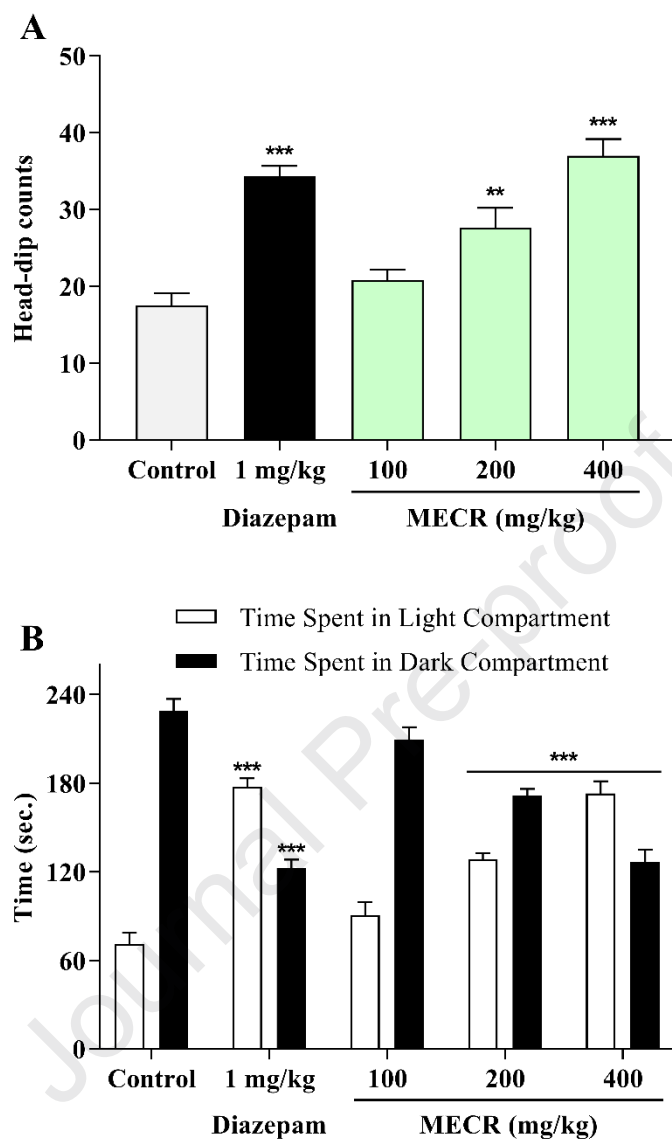 A
50
40
30
20
10
0
Head-dip counts
***
**
***
Control 1 mg/kg 100 200 400
Diazepam MECR (mg/kg)
Time Spent in Light Compartment
B
Time Spent in Dark Compartment
240
180
120
60
0
Time (sec.)
***
***
***
Control 1 mg/kg 100 200 400
Diazepam MECR (mg/kg)
Journal Pre-proof